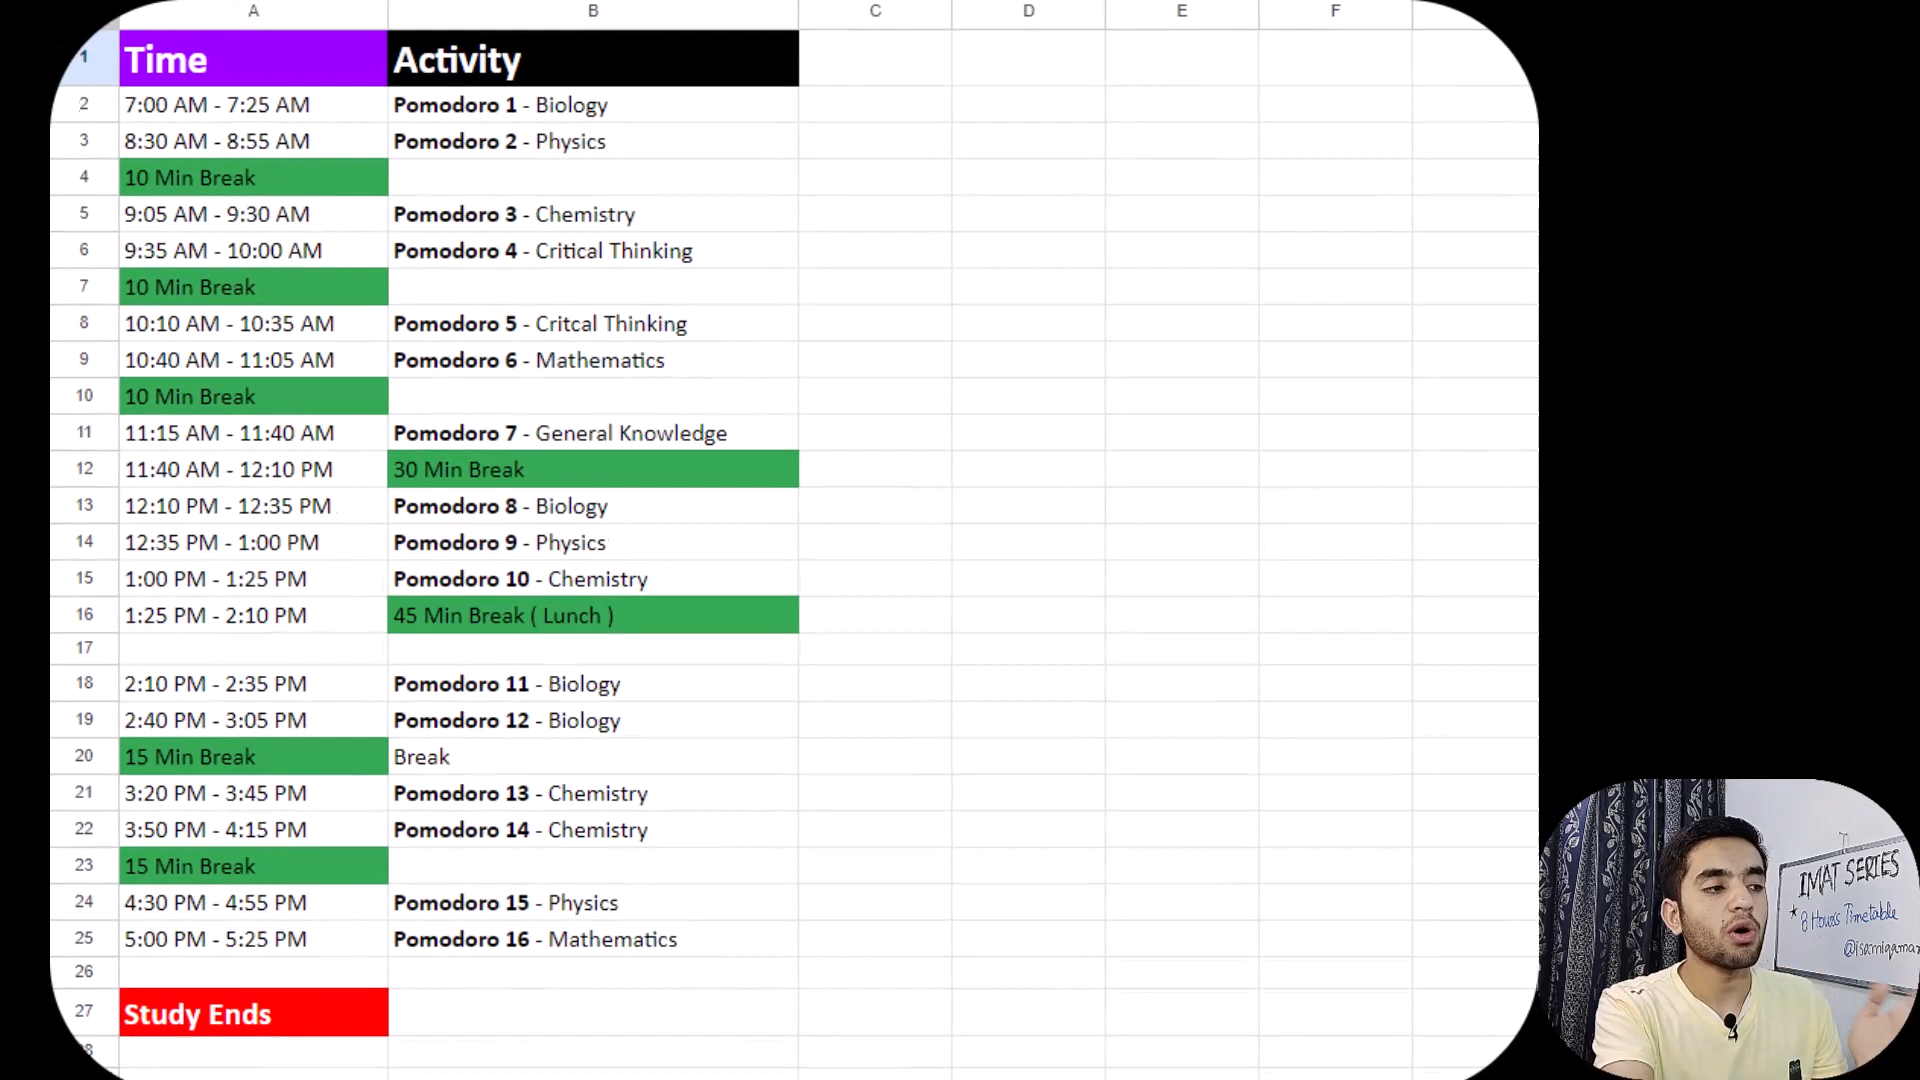 A B C D E F
1 Time Activity
2 7:00 AM - 7:25 AM Pomodoro 1 - Biology
3 8:30 AM - 8:55 AM Pomodoro 2 - Physics
4 10 Min Break
5 9:05 AM - 9:30 AM Pomodoro 3 - Chemistry
6 9:35 AM - 10:00 AM Pomodoro 4 - Critical Thinking
7 10 Min Break
8 10:10 AM - 10:35 AM Pomodoro 5 - Critcal Thinking
9 10:40 AM - 11:05 AM Pomodoro 6 - Mathematics
10 10 Min Break
11 11:15 AM - 11:40 AM Pomodoro 7 - General Knowledge
12 11:40 AM - 12:10 PM 30 Min Break
13 12:10 PM - 12:35 PM Pomodoro 8 - Biology
14 12:35 PM - 1:00 PM Pomodoro 9 - Physics
15 1:00 PM - 1:25 PM Pomodoro 10 - Chemistry
16 1:25 PM - 2:10 PM 45 Min Break ( Lunch )
17
18 2:10 PM - 2:35 PM Pomodoro 11 - Biology
19 2:40 PM - 3:05 PM Pomodoro 12 - Biology
20 15 Min Break Break
21 3:20 PM - 3:45 PM Pomodoro 13 - Chemistry
22 3:50 PM - 4:15 PM Pomodoro 14 - Chemistry
23 15 Min Break
24 4:30 PM - 4:55 PM Pomodoro 15 - Physics
25 5:00 PM - 5:25 PM Pomodoro 16 - Mathematics
26
27 Study Ends
IMAT SERIES
* 8 Hours Timetable